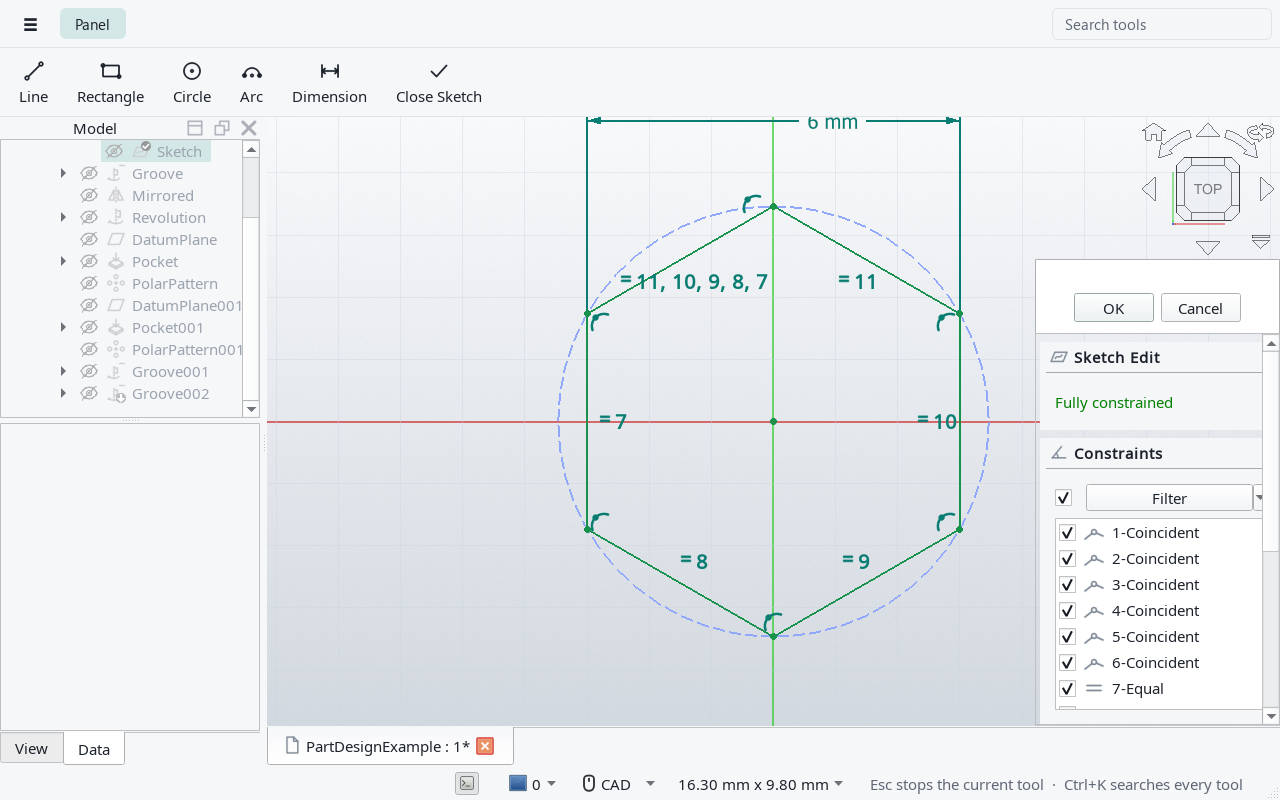 Panel
Search tools
Line
Rectangle
Circle
Arc
Dimension
Close Sketch
Model
Sketch
Groove
Mirrored
Revolution
DatumPlane
Pocket
PolarPattern
DatumPlane001
Pocket001
PolarPattern001
Groove001
Groove002
View
Data
6 mm
=11, 10, 9, 8, 7
=11
=7
=10
=8
=9
TOP
OK
Cancel
Sketch Edit
Fully constrained
Constraints
Filter
1-Coincident
2-Coincident
3-Coincident
4-Coincident
5-Coincident
6-Coincident
7-Equal
PartDesignExample : 1*
0
CAD
16.30 mm x 9.80 mm
Esc stops the current tool · Ctrl+K searches every tool